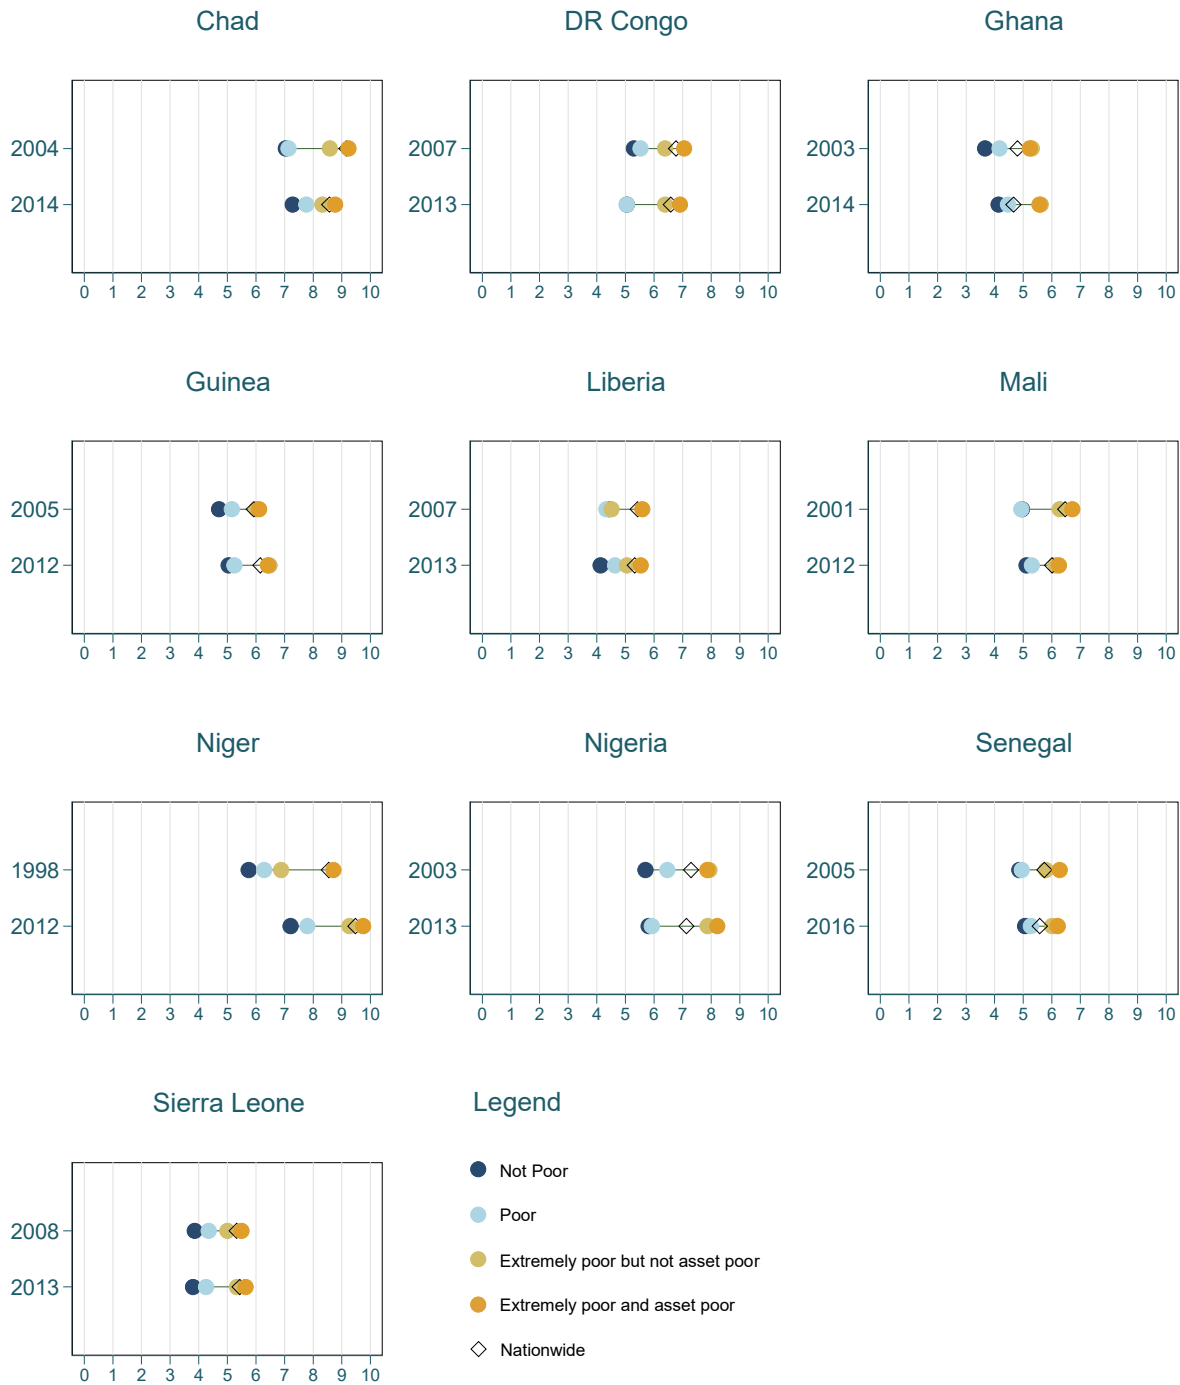 Chad DR Congo Ghana
2004 2007 2003
2014 2013 2014
0 1 2 3 4 5 6 7 8 9 10 0 1 2 3 4 5 6 7 8 9 10 0 1 2 3 4 5 6 7 8 9 10
Guinea Liberia Mali
2005 2007 2001
2012 2013 2012
0 1 2 3 4 5 6 7 8 9 10 0 1 2 3 4 5 6 7 8 9 10 0 1 2 3 4 5 6 7 8 9 10
Niger Nigeria Senegal
1998 2003 2005
2012 2013 2016
0 1 2 3 4 5 6 7 8 9 10 0 1 2 3 4 5 6 7 8 9 10 0 1 2 3 4 5 6 7 8 9 10
Sierra Leone
2008
2013
0 1 2 3 4 5 6 7 8 9 10
Legend
Not Poor
Poor
Extremely poor but not asset poor
Extremely poor and asset poor
Nationwide